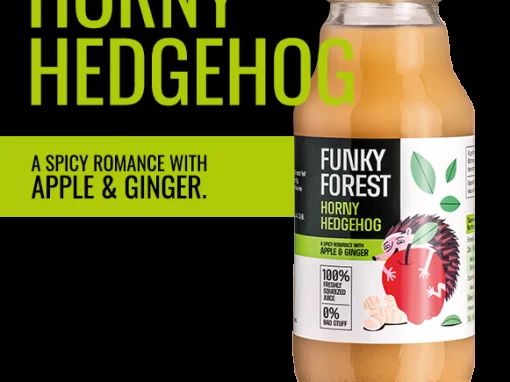 HORNY
HEDGEHOG
A SPICY ROMANCE WITH
APPLE & GINGER.
FUNKY
FOREST
HORNY
HEDGEHOG
A SPICY ROMANCE WITH
APPLE & GINGER
100%
FRESHLY
SQUEEZED
JUICE
0%
BAD STUFF